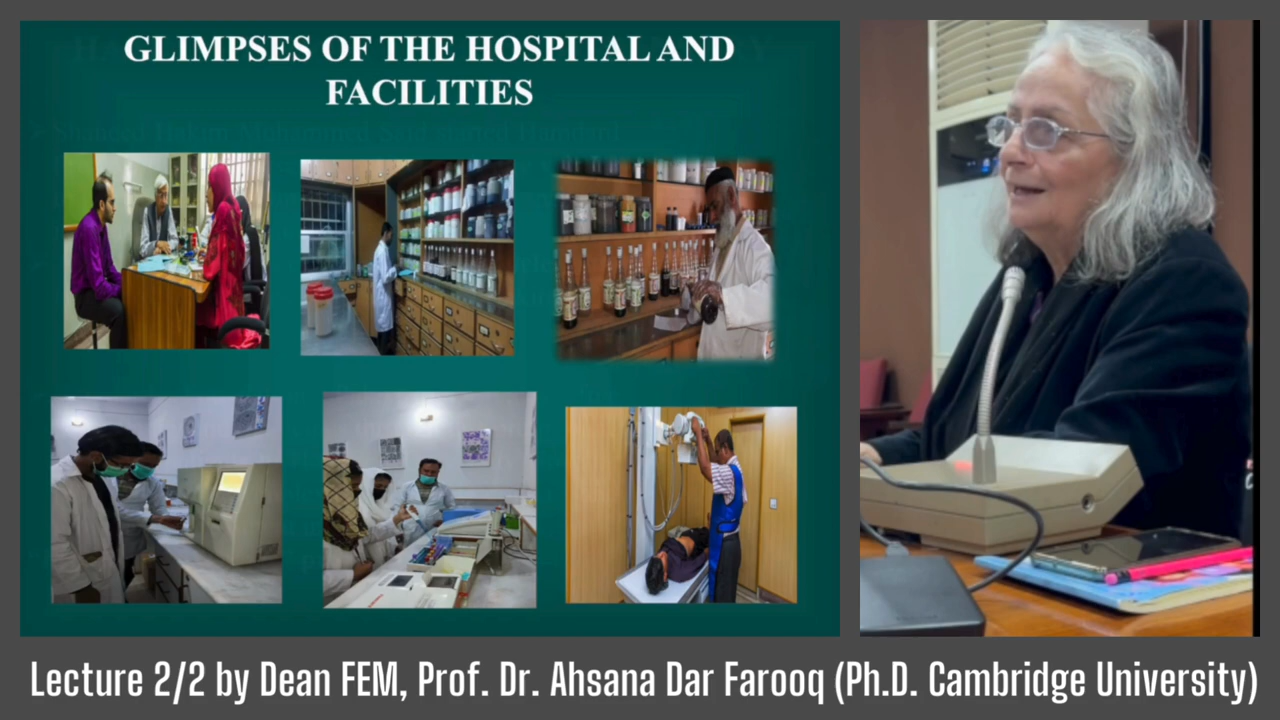 GLIMPSES OF THE HOSPITAL AND
FACILITIES
Lecture 2/2 by Dean FEM, Prof. Dr. Ahsana Dar Farooq (Ph.D. Cambridge University)